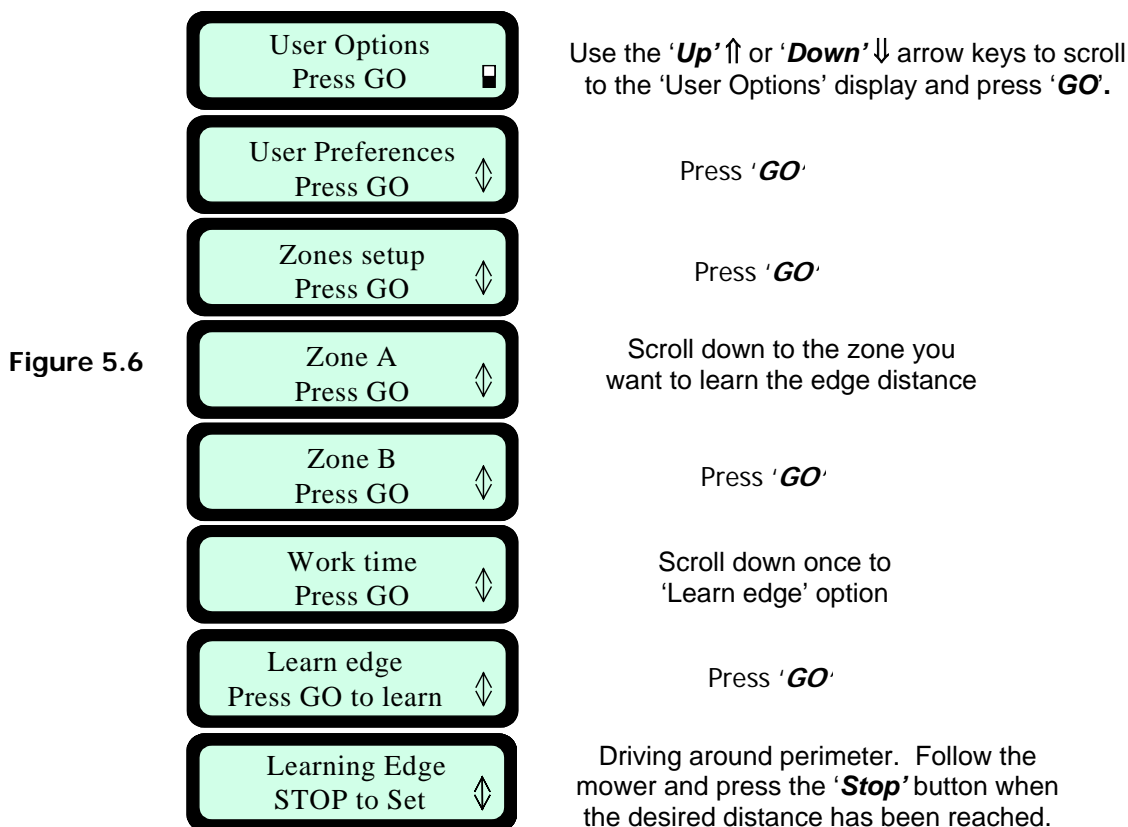 User Options
Press GO
Use the ‘Up’ ⇑ or ‘Down’ ⇓ arrow keys to scroll
to the ‘User Options’ display and press ‘GO’.
User Preferences
Press GO
Press ‘GO’
Zones setup
Press GO
Press ‘GO’
Figure 5.6
Zone A
Press GO
Scroll down to the zone you
want to learn the edge distance
Zone B
Press GO
Press ‘GO’
Work time
Press GO
Scroll down once to
‘Learn edge’ option
Learn edge
Press GO to learn
Press ‘GO’
Learning Edge
STOP to Set
Driving around perimeter. Follow the
mower and press the ‘Stop’ button when
the desired distance has been reached.